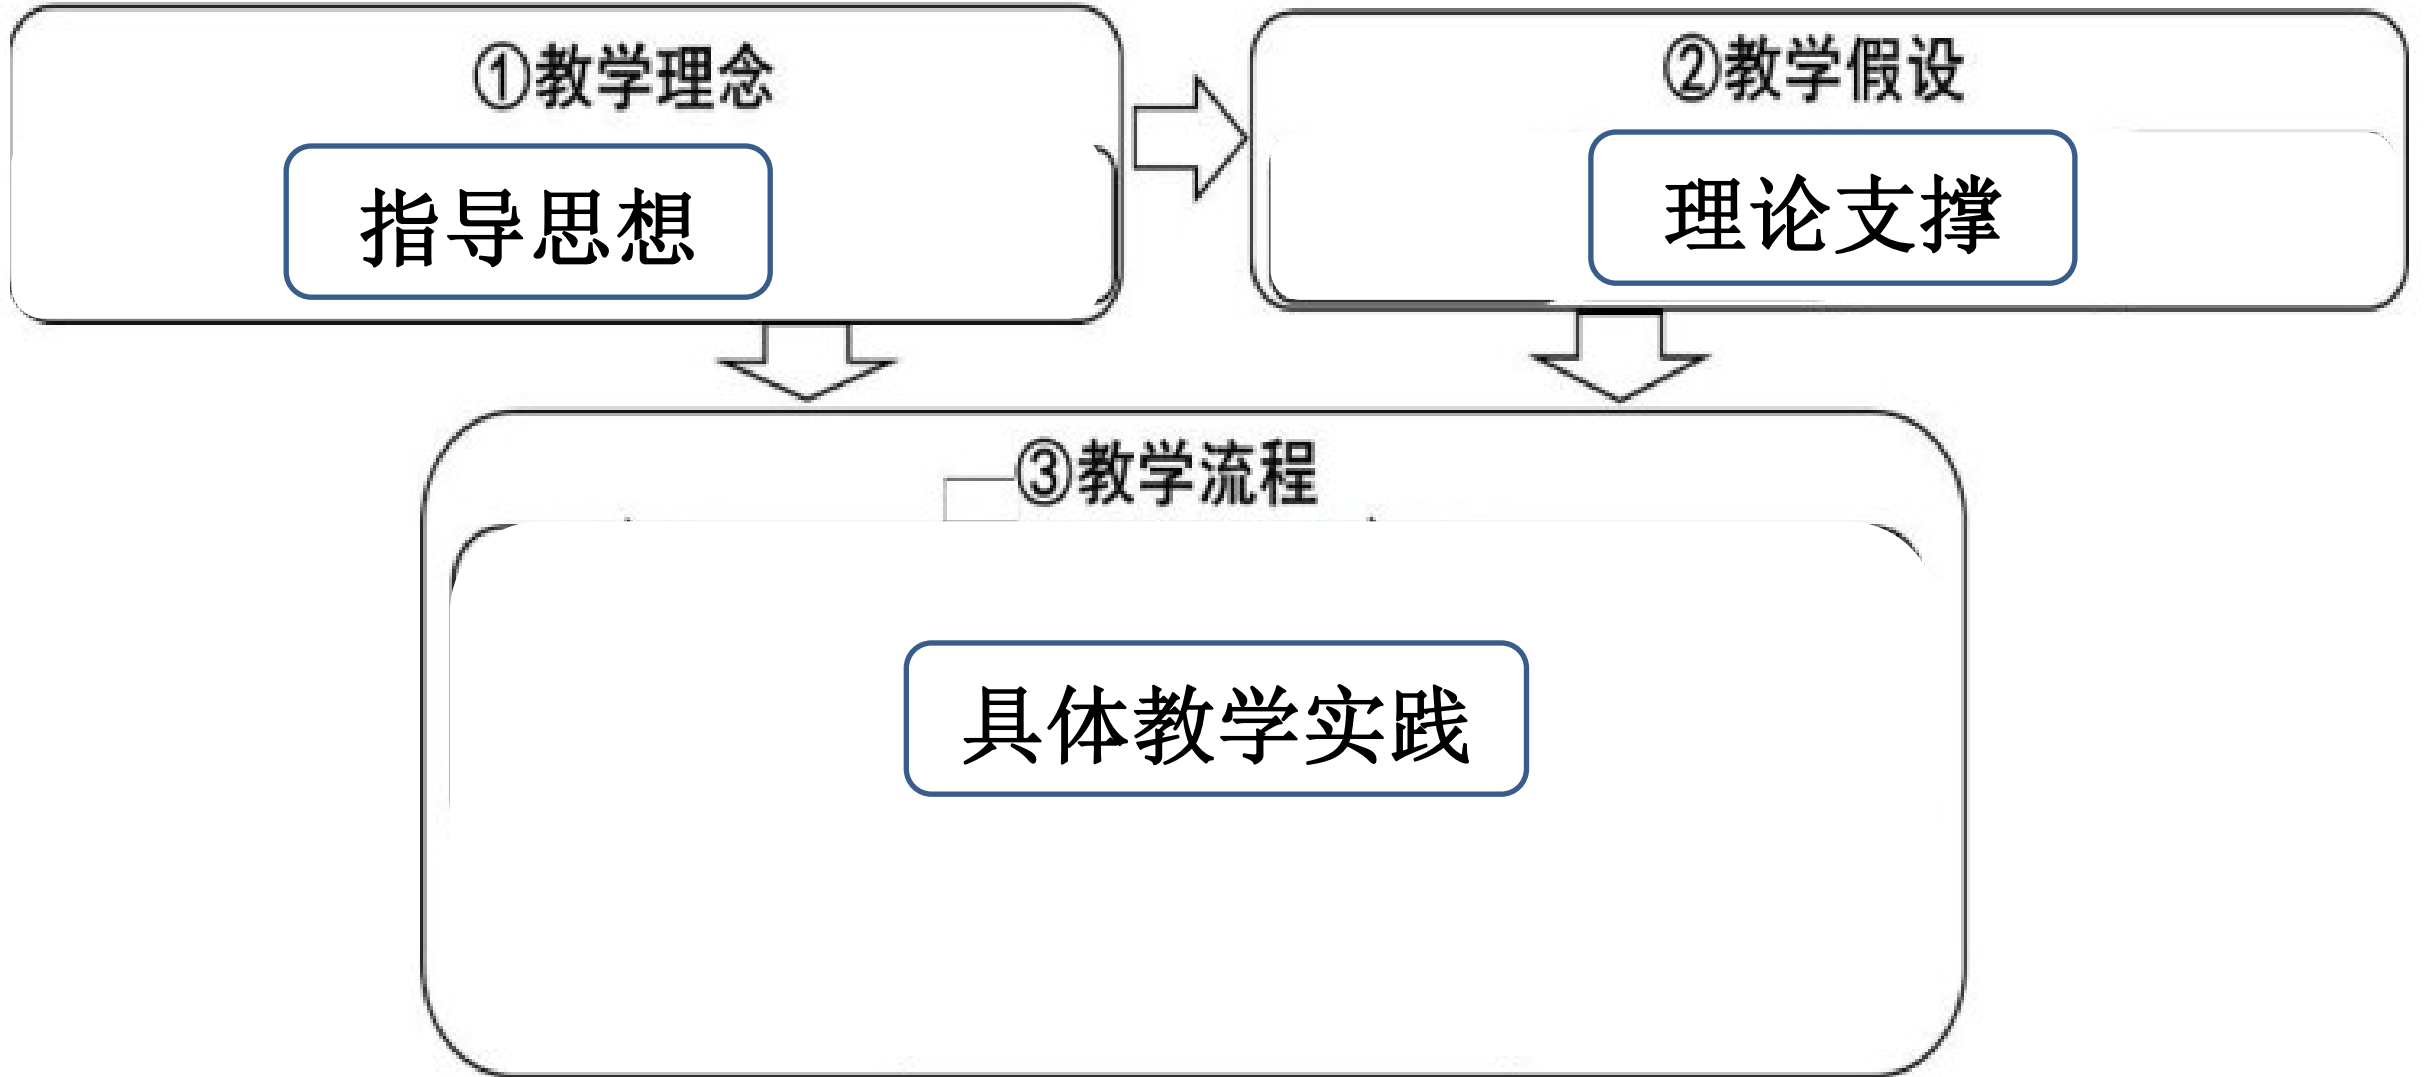 ①教学理念
指导思想
②教学假设
理论支撑
③教学流程
具体教学实践